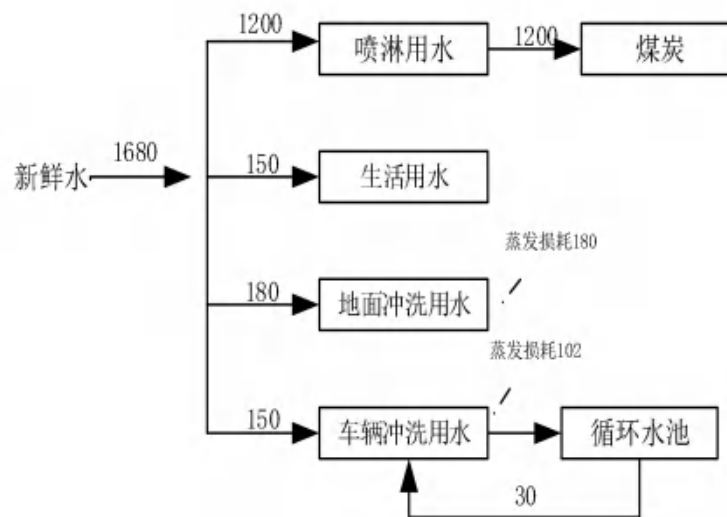 1200
喷淋用水
1200
煤炭
新鲜水
1680
150
生活用水
蒸发损耗180
180
地面冲洗用水
蒸发损耗102
150
车辆冲洗用水
循环水池
30